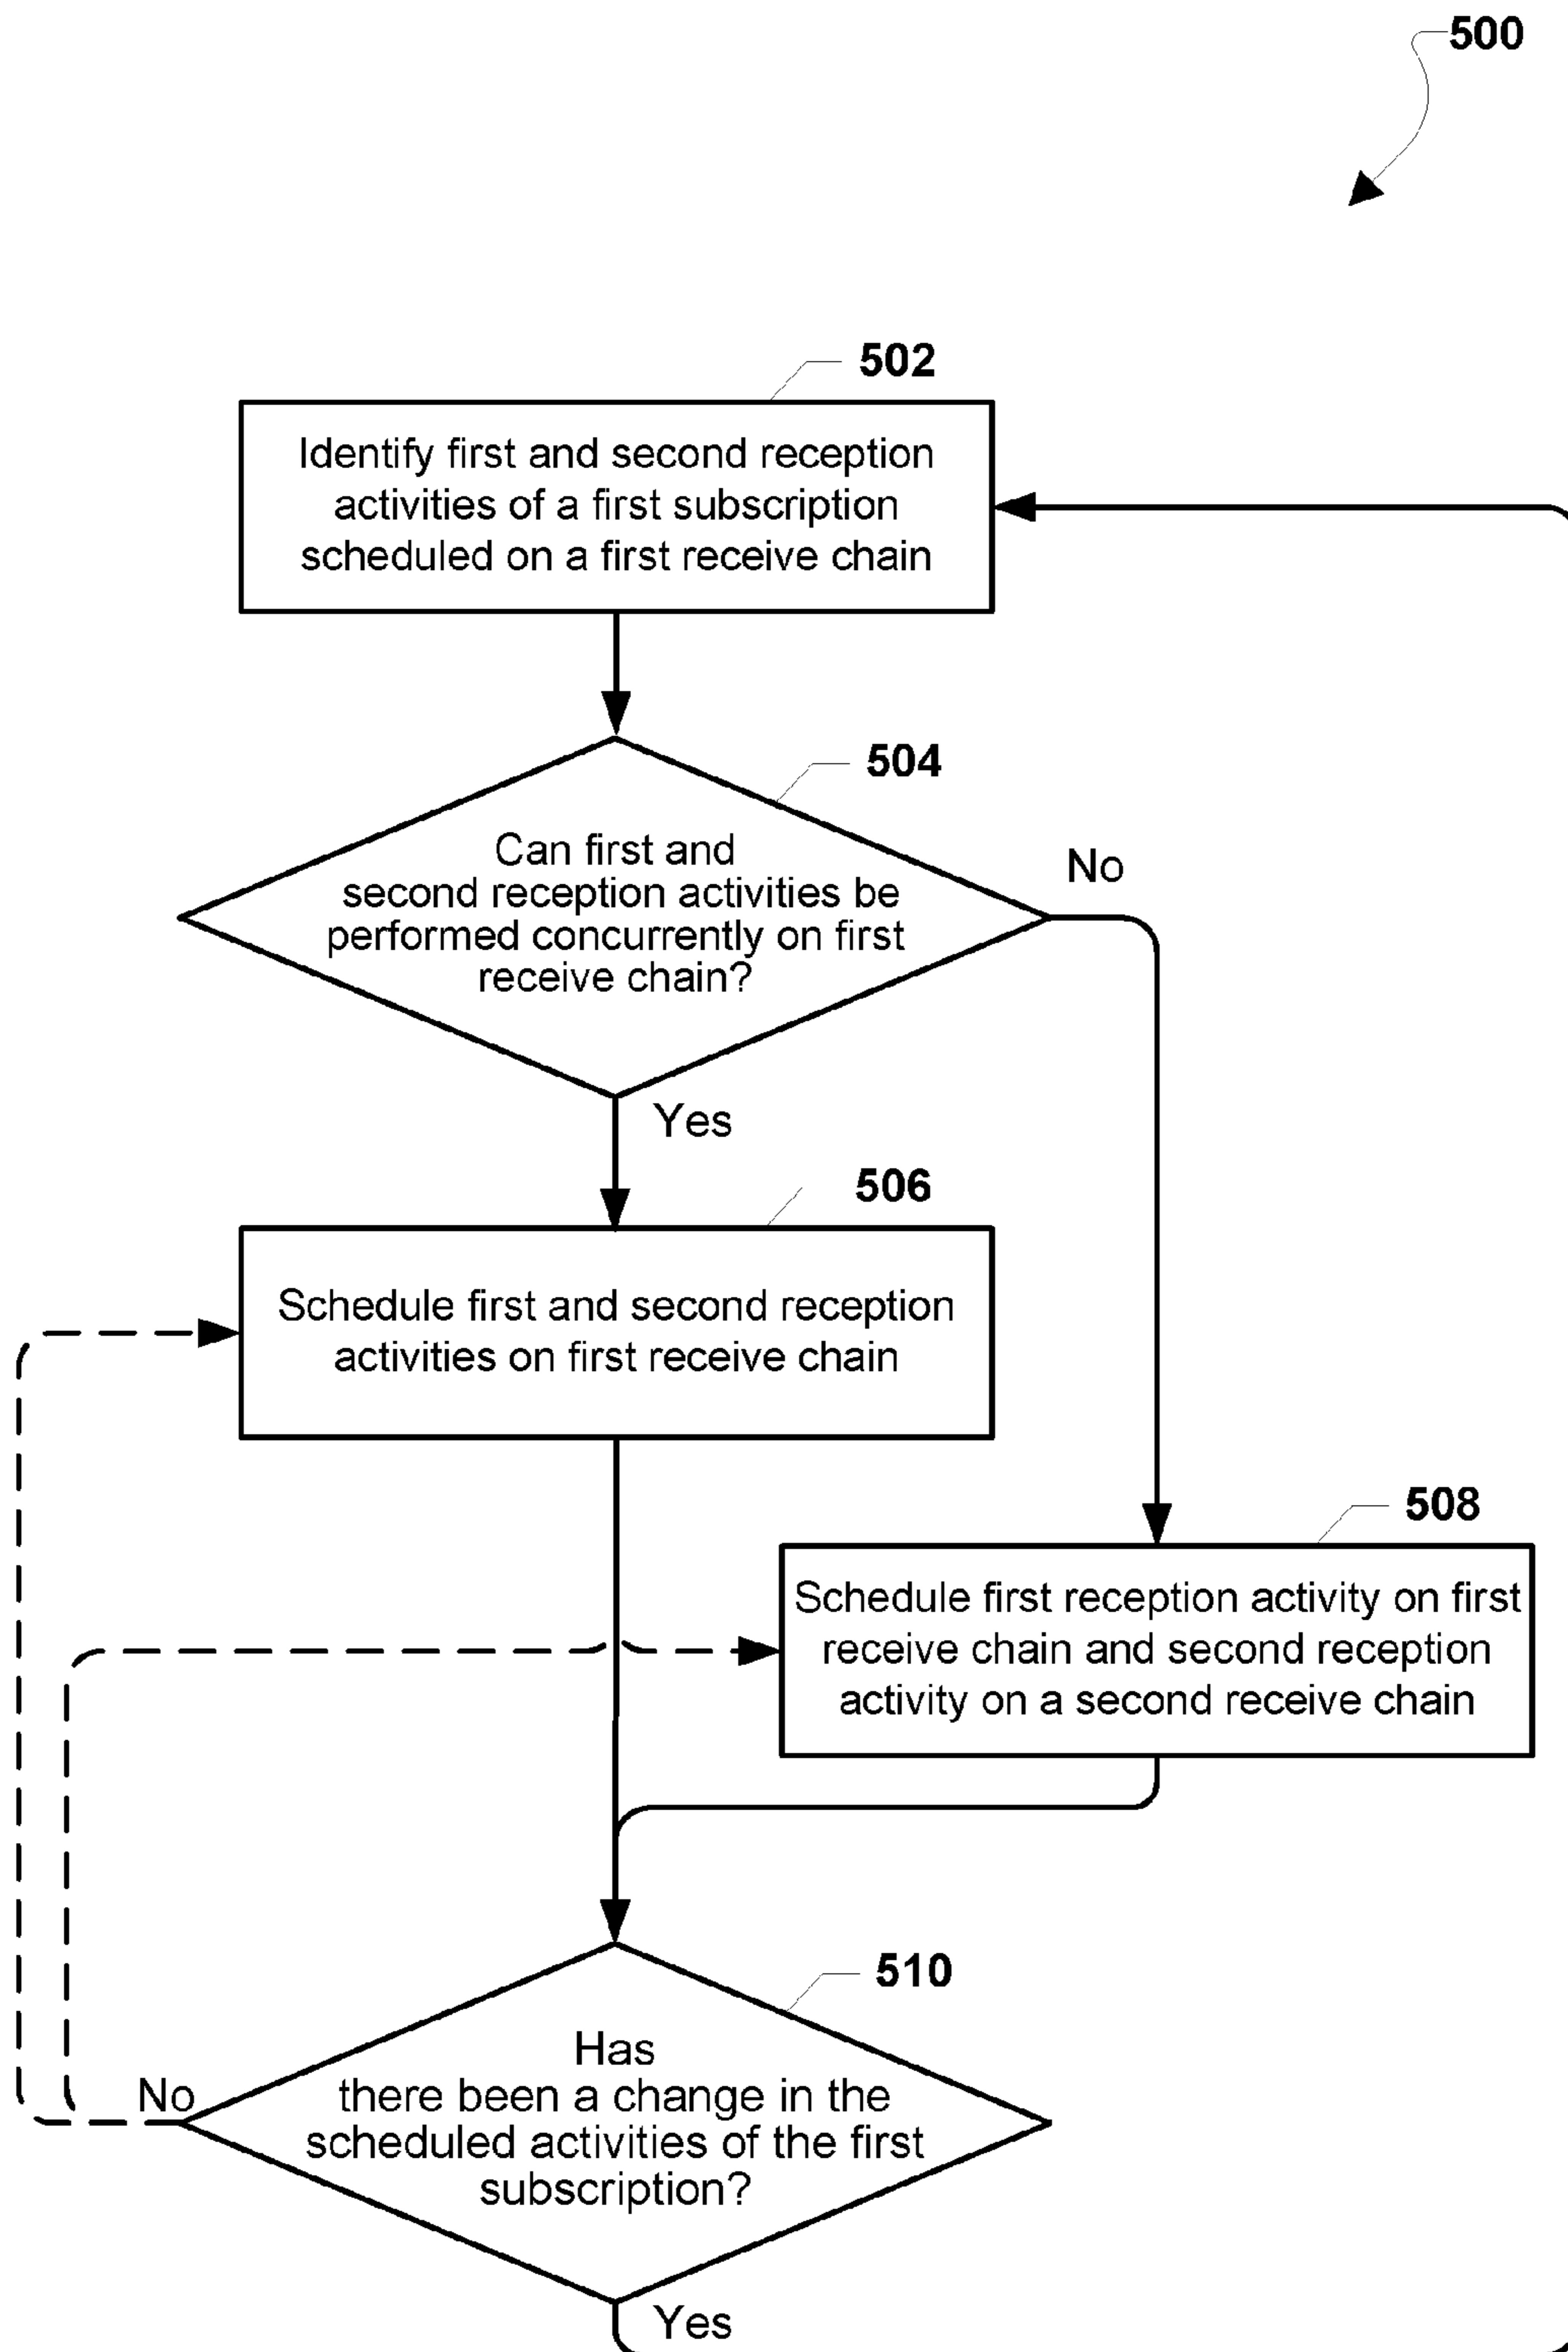 500
502
Identify first and second reception
activities of a first subscription
scheduled on a first receive chain
504
Can first and
second reception activities be
performed concurrently on first
receive chain?
No
Yes
506
Schedule first and second reception
activities on first receive chain
508
Schedule first reception activity on first
receive chain and second reception
activity on a second receive chain
510
Has
there been a change in the
scheduled activities of the first
subscription?
No
Yes